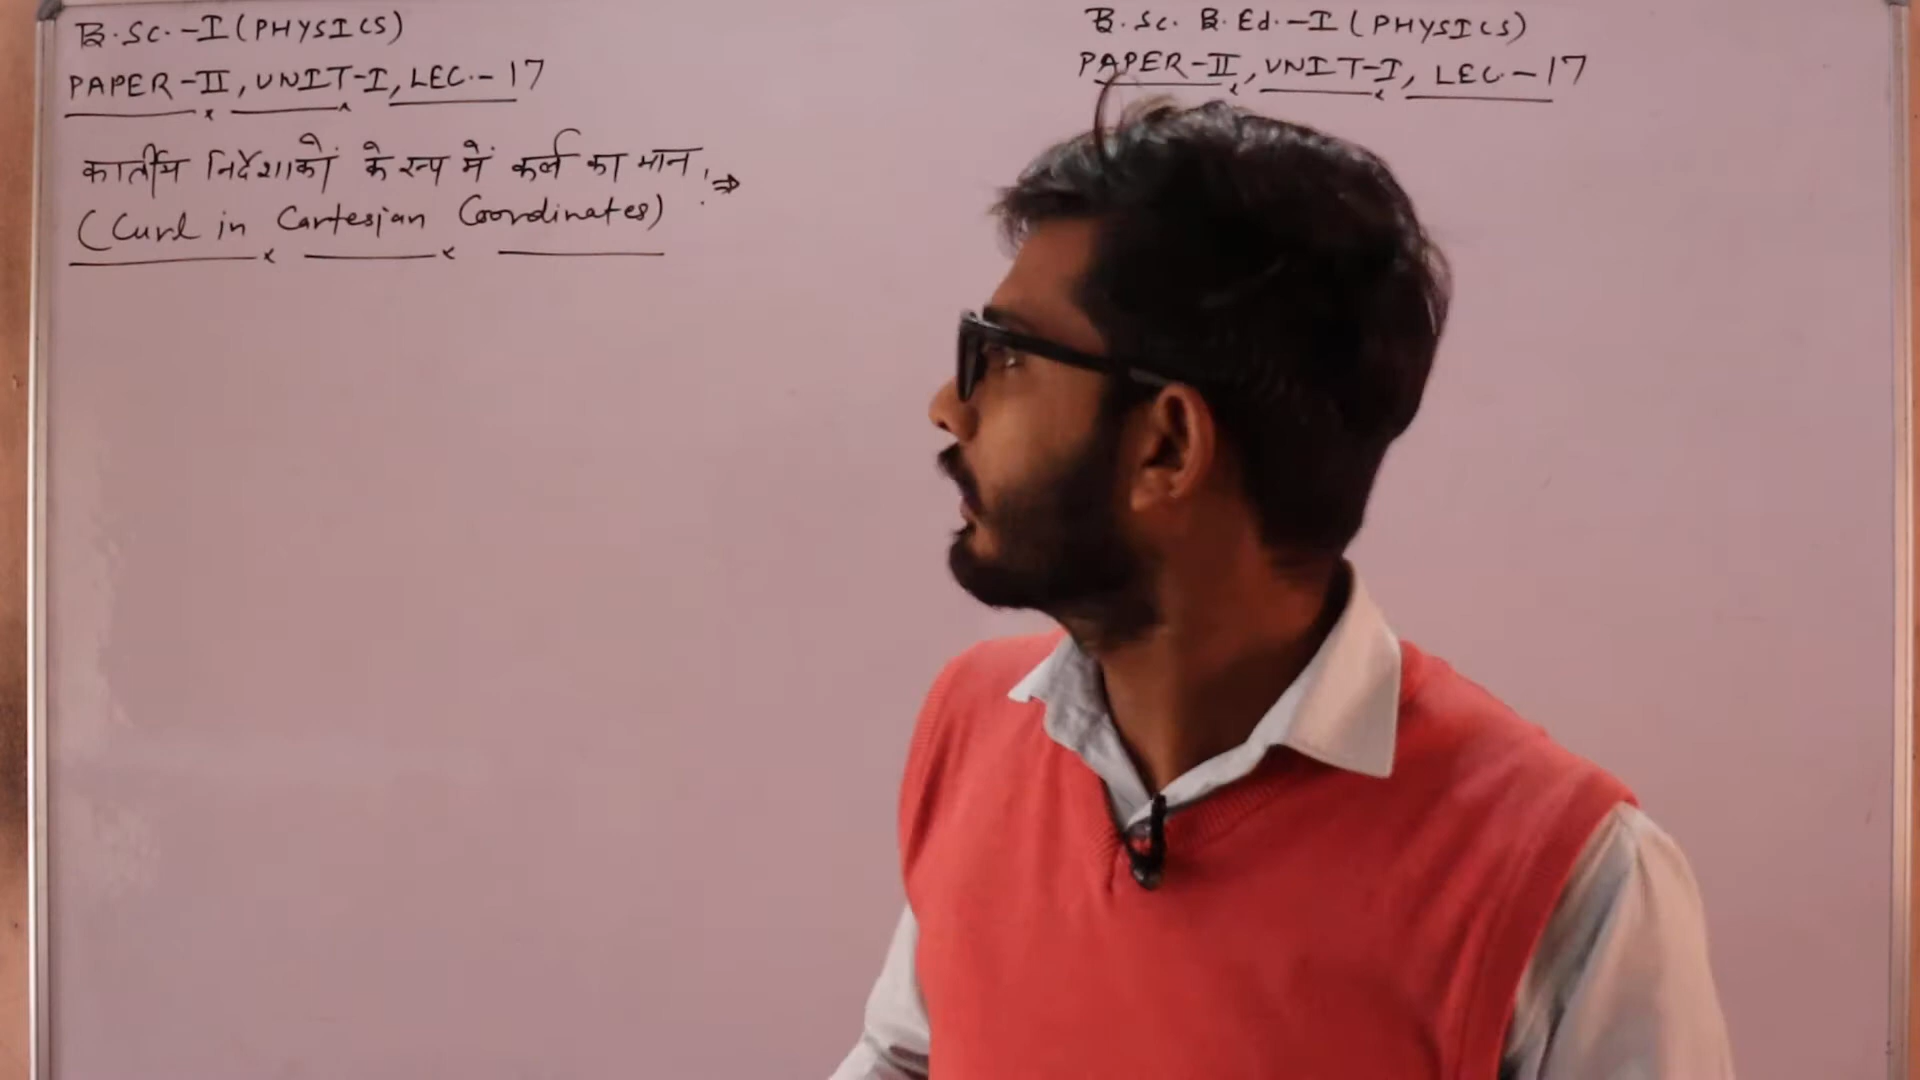 B.Sc.-I (PHYSICS)
PAPER-II, UNIT-I, LEC.-17
कार्तीय निर्देशांकों के रूप में कर्ल का मान :⇒
(Curl in Cartesian Coordinates)
B.Sc. B.Ed.-I (PHYSICS)
PAPER-II, UNIT-I, LEC.-17